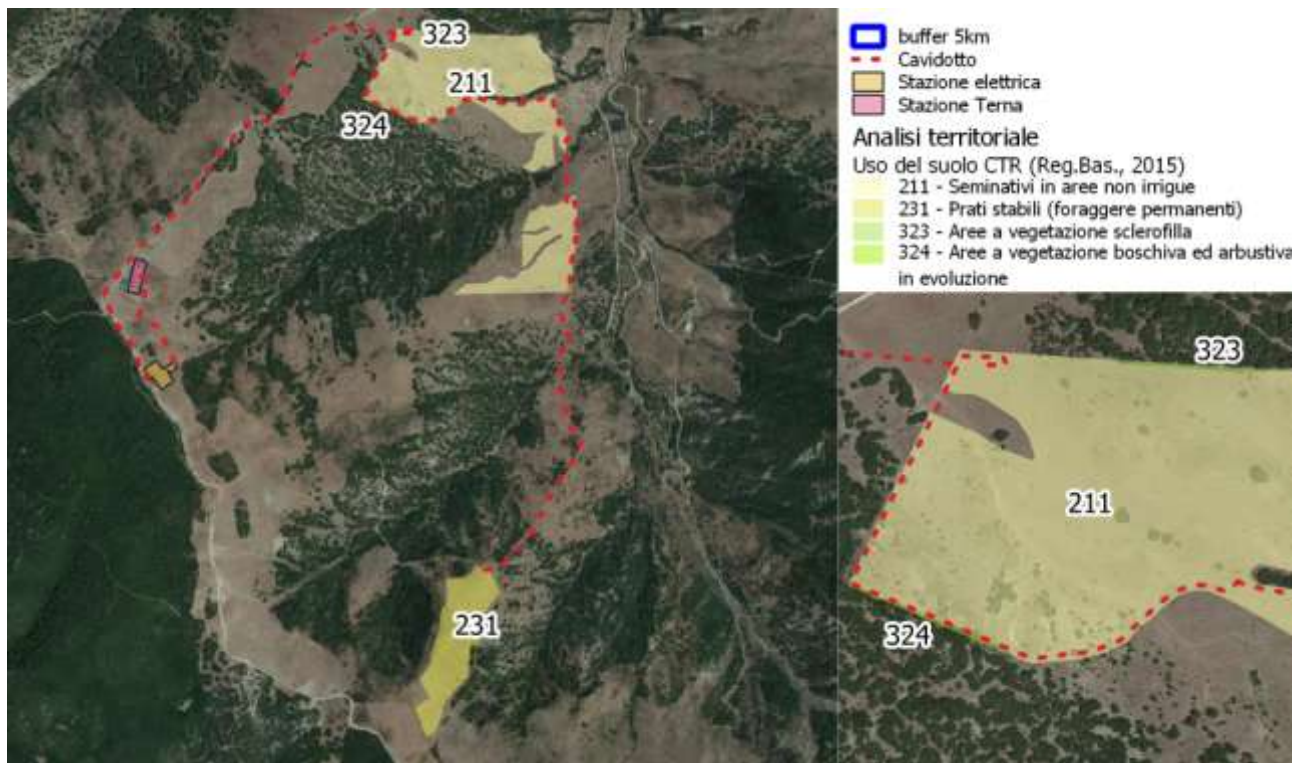 323
211
324
231
buffer 5km
Cavidotto
Stazione elettrica
Stazione Terna
Analisi territoriale
Uso del suolo CTR (Reg.Bas., 2015)
211 - Seminativi in aree non irrigue
231 - Prati stabili (foraggere permanenti)
323 - Aree a vegetazione sclerofilla
324 - Aree a vegetazione boschiva ed arbustiva
in evoluzione
323
211
324